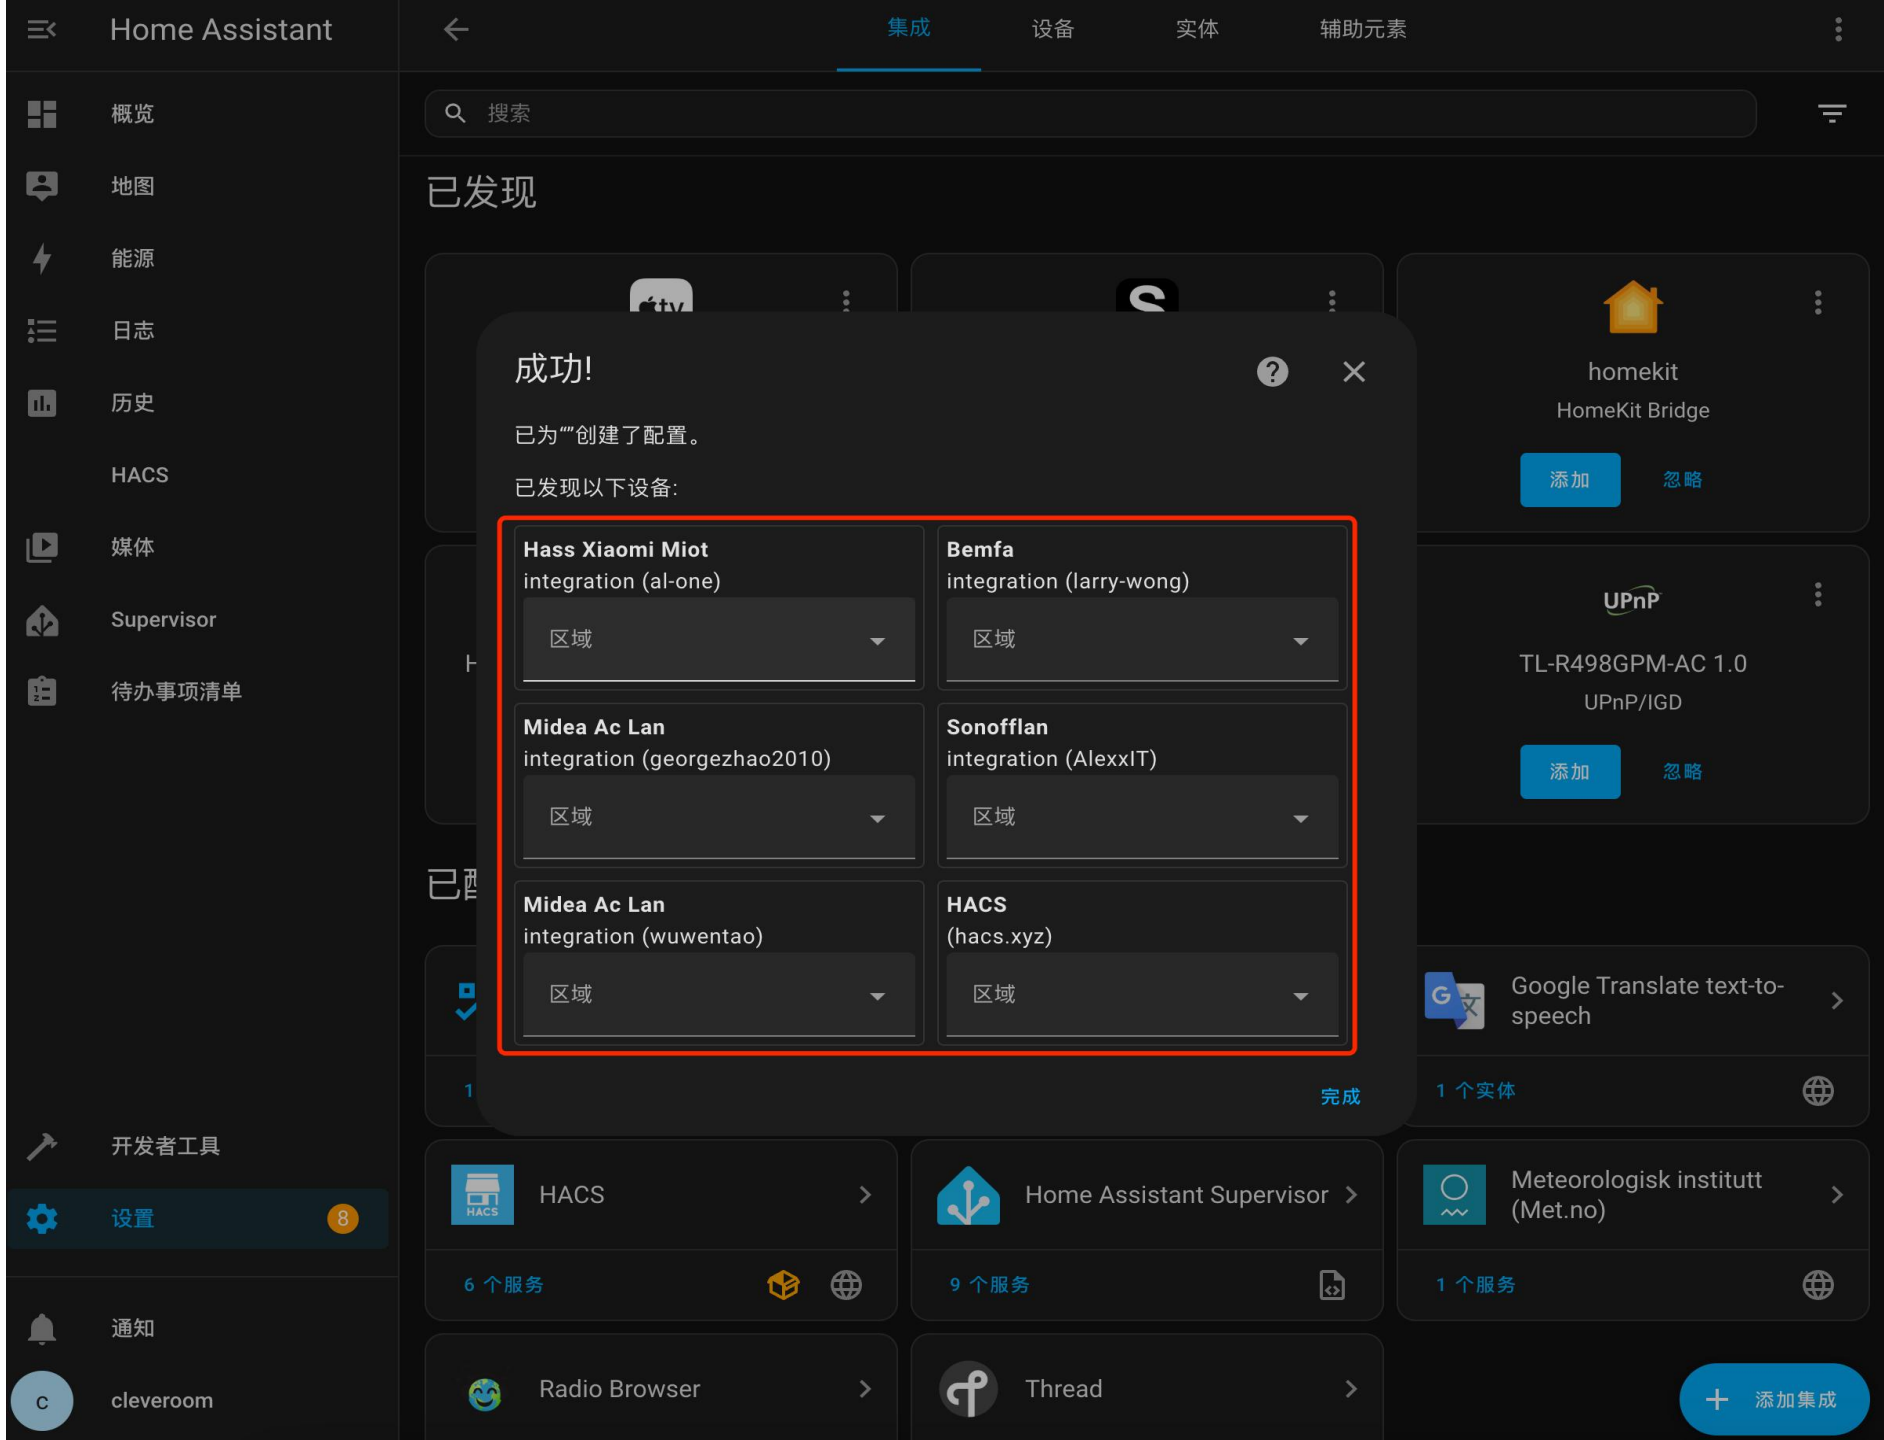 Home Assistant
集成
设备
实体
辅助元素
搜索
概览
地图
能源
日志
历史
HACS
媒体
Supervisor
待办事项清单
开发者工具
设置
8
通知
c
cleveroom
已发现
tv
S
homekit
HomeKit Bridge
添加
忽略
UPnP
TL-R498GPM-AC 1.0
UPnP/IGD
添加
忽略
成功!
已为“”创建了配置。
已发现以下设备:
Hass Xiaomi Miot
integration (al-one)
区域
Bemfa
integration (larry-wong)
区域
Midea Ac Lan
integration (georgezhao2010)
区域
Sonofflan
integration (AlexxIT)
区域
Midea Ac Lan
integration (wuwentao)
区域
HACS
(hacs.xyz)
区域
完成
已配
1
G 文
Google Translate text-to-
speech
1 个实体
HACS
HACS
6 个服务
Home Assistant Supervisor
9 个服务
Meteorologisk institutt
(Met.no)
1 个服务
Radio Browser
Thread
添加集成